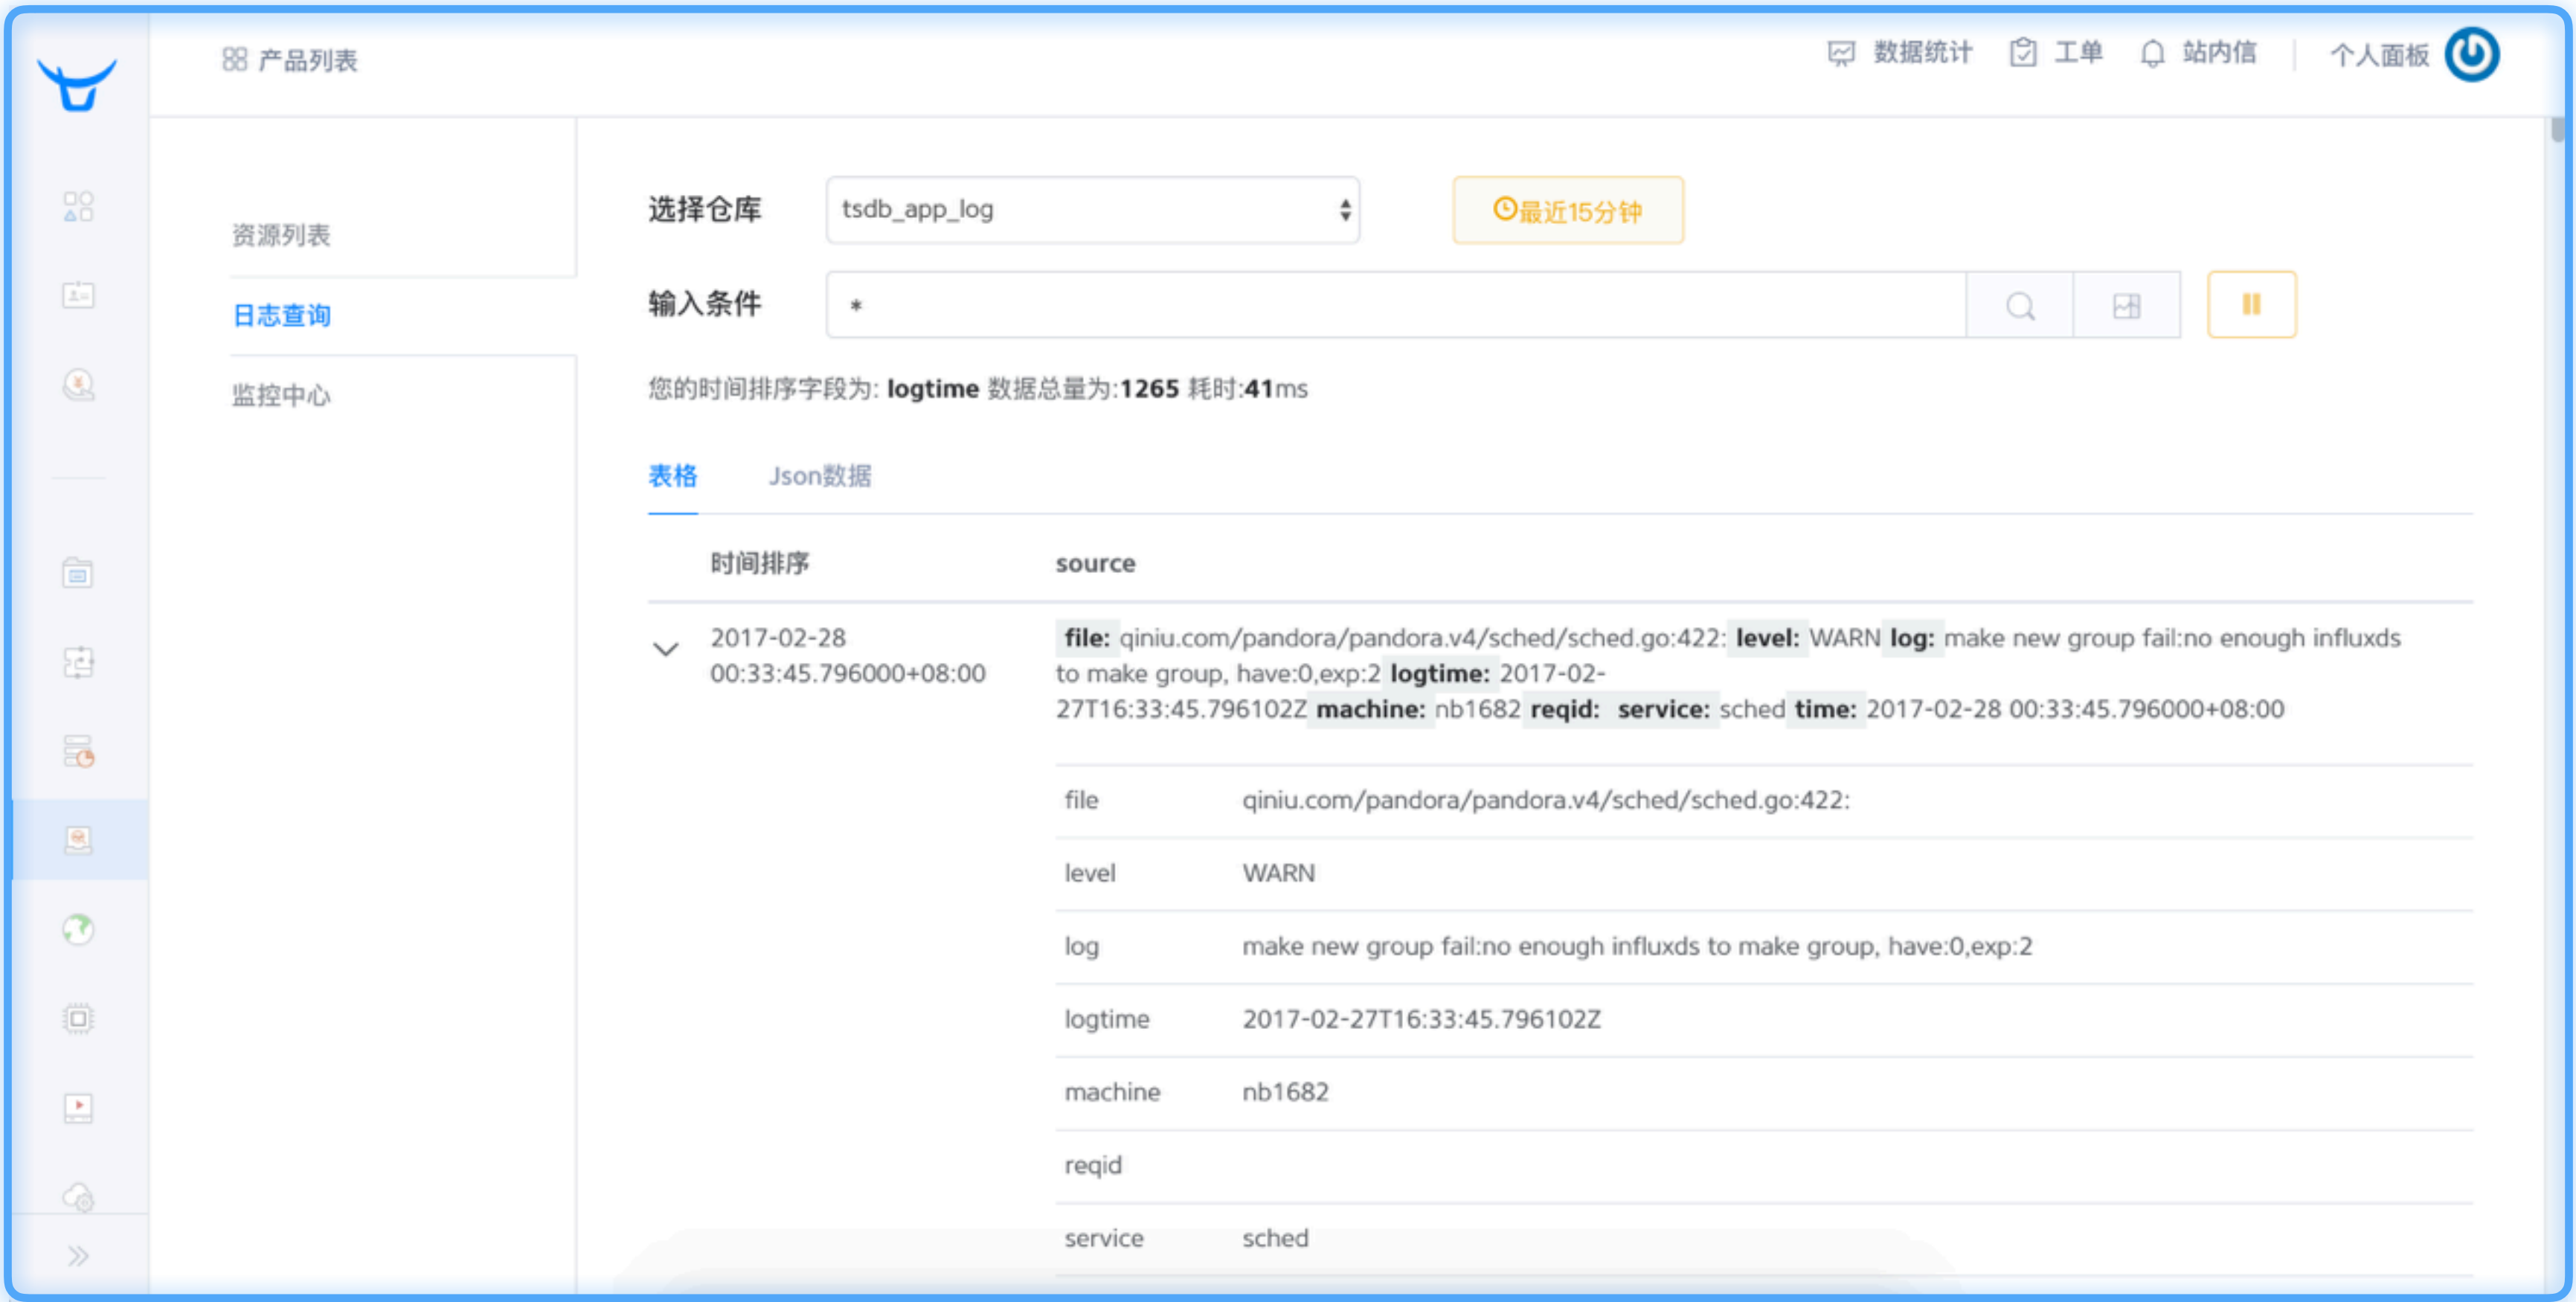 产品列表
数据统计 工单 站内信 个人面板
资源列表
日志查询
监控中心
选择仓库 tsdb_app_log 最近15分钟
输入条件 *
您的时间排序字段为: logtime 数据总量为:1265 耗时:41ms
表格 Json数据
时间排序 source
2017-02-28
00:33:45.796000+08:00
file: qiniu.com/pandora/pandora.v4/sched/sched.go:422: level: WARN log: make new group fail:no enough influxds
to make group, have:0,exp:2 logtime: 2017-02-
27T16:33:45.796102Z machine: nb1682 reqid: service: sched time: 2017-02-28 00:33:45.796000+08:00
file qiniu.com/pandora/pandora.v4/sched/sched.go:422:
level WARN
log make new group fail:no enough influxds to make group, have:0,exp:2
logtime 2017-02-27T16:33:45.796102Z
machine nb1682
reqid
service sched